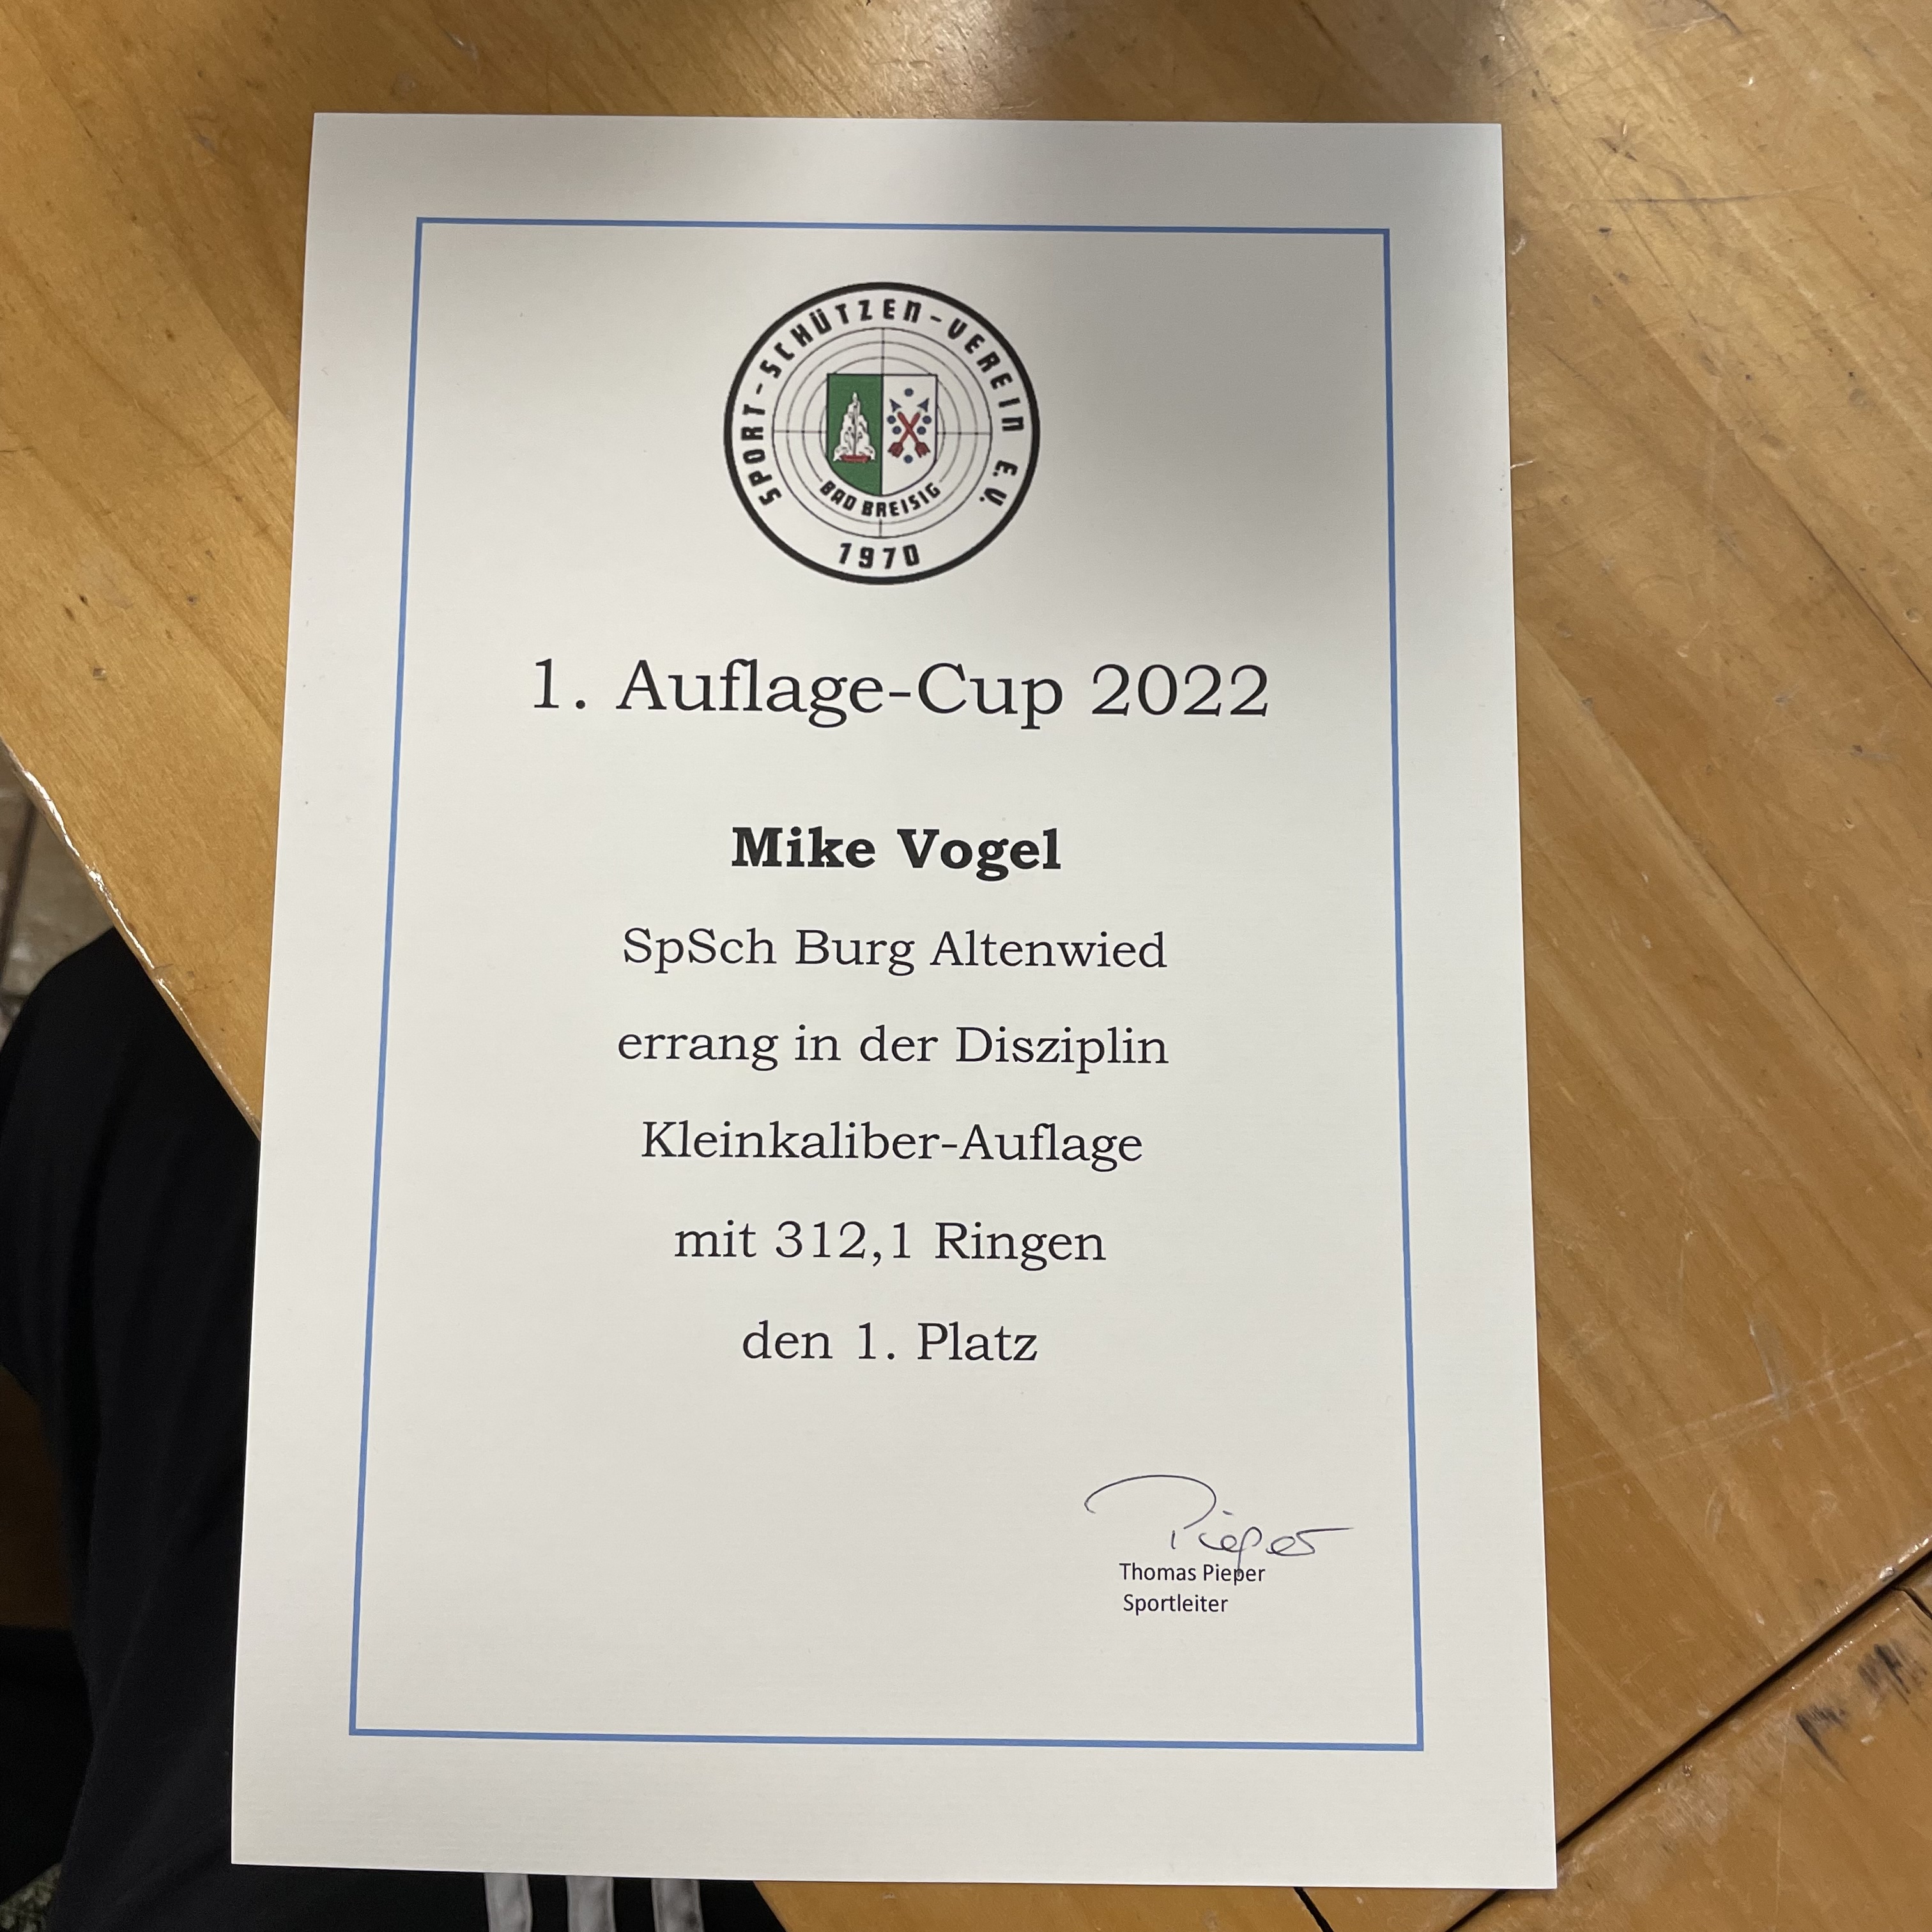 SPORT-SCHÜTZEN-VEREIN E.V.
BAD BREISIG
1970
1. Auflage-Cup 2022
Mike Vogel
SpSch Burg Altenwied
errang in der Disziplin
Kleinkaliber-Auflage
mit 312,1 Ringen
den 1. Platz
Pieper
Thomas Pieper
Sportleiter